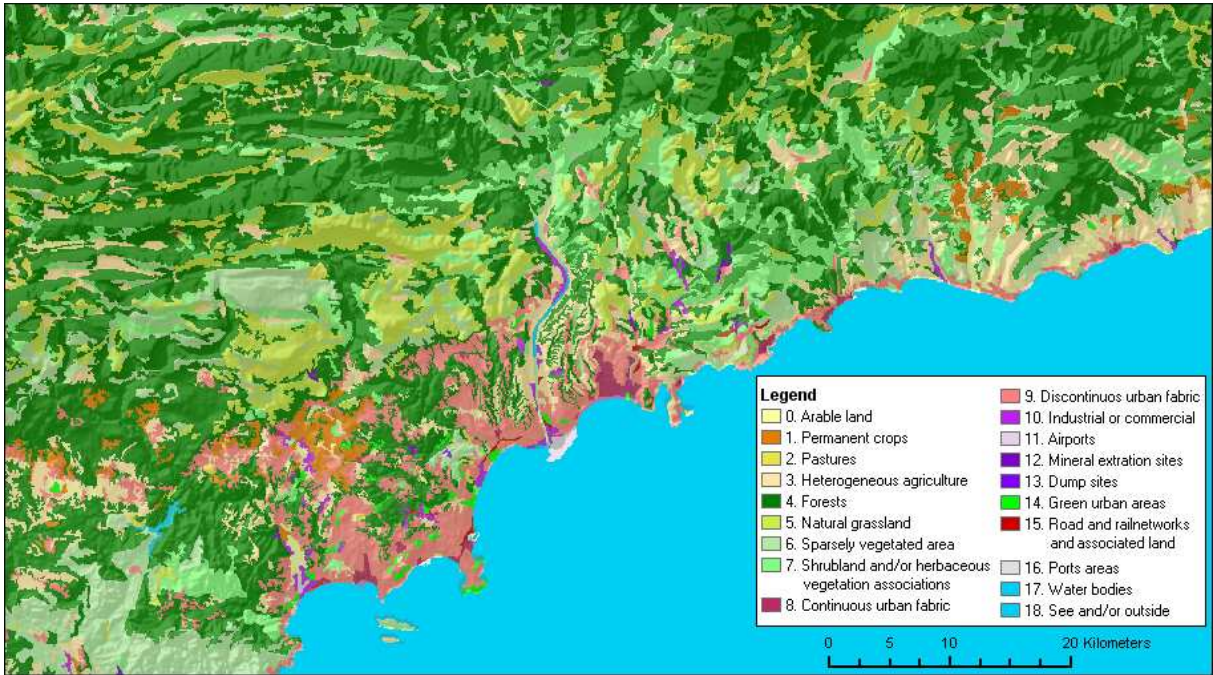 Legend
0. Arable land
1. Permanent crops
2. Pastures
3. Heterogeneous agriculture
4. Forests
5. Natural grassland
6. Sparsely vegetated area
7. Shrubland and/or herbaceous
vegetation associations
8. Continuous urban fabric
9. Discontinuos urban fabric
10. Industrial or commercial
11. Airports
12. Mineral extration sites
13. Dump sites
14. Green urban areas
15. Road and railnetworks
and associated land
16. Ports areas
17. Water bodies
18. See and/or outside
0 5 10 20 Kilometers